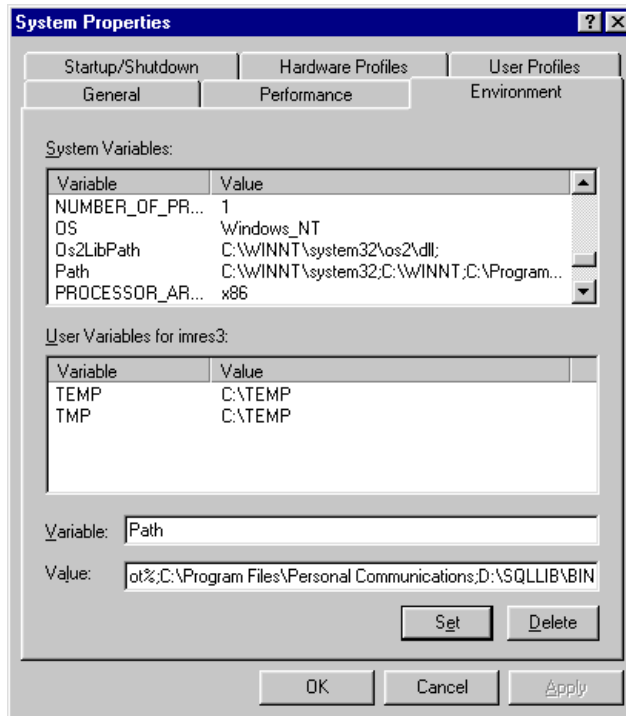 System Properties
Startup/Shutdown Hardware Profiles User Profiles
General Performance Environment
System Variables:
Variable Value
NUMBER_OF_PR... 1
OS Windows_NT
Os2LibPath C:\WINNT\system32\os2\dll;
Path C:\WINNT\system32;C:\WINNT;C:\Program...
PROCESSOR_AR... x86
User Variables for imres3:
Variable Value
TEMP C:\TEMP
TMP C:\TEMP
Variable: Path
Value: ot%;C:\Program Files\Personal Communications;D:\SQLLIB\BIN
Set Delete
OK Cancel Apply